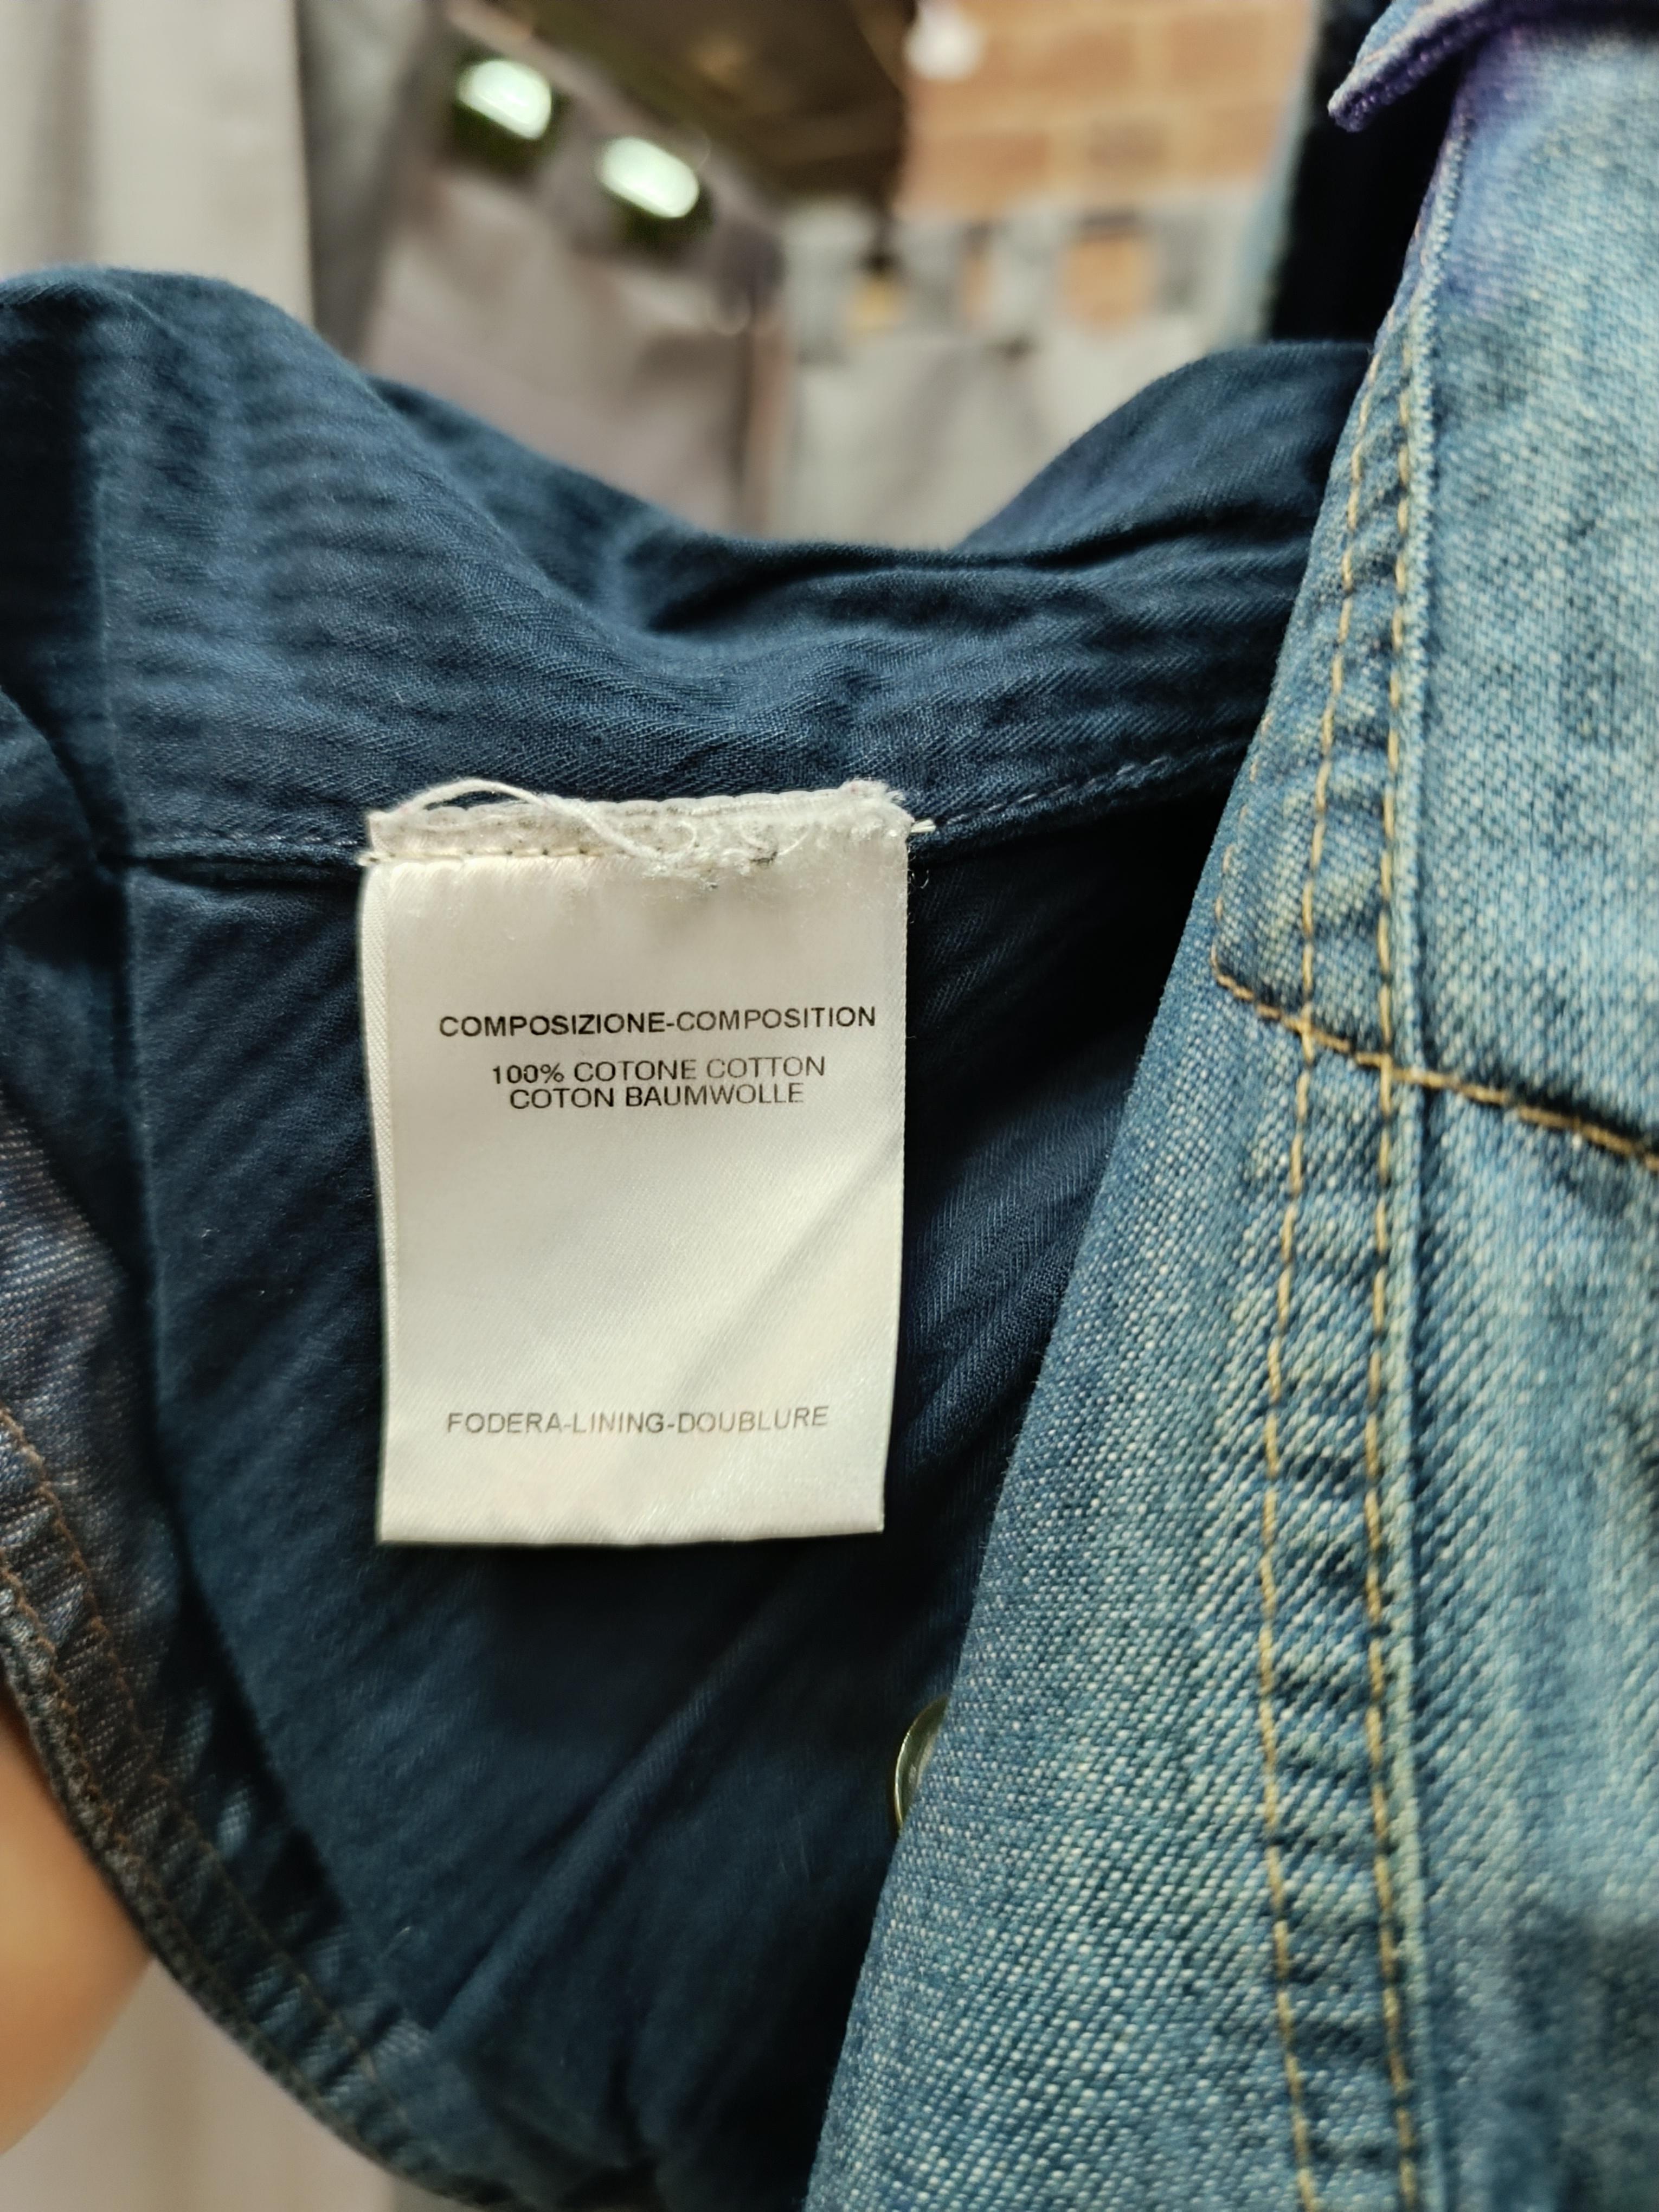 COMPOSIZIONE-COMPOSITION
100% COTONE COTTON
COTON BAUMWOLLE
FODERA-LINING-DOUBLURE